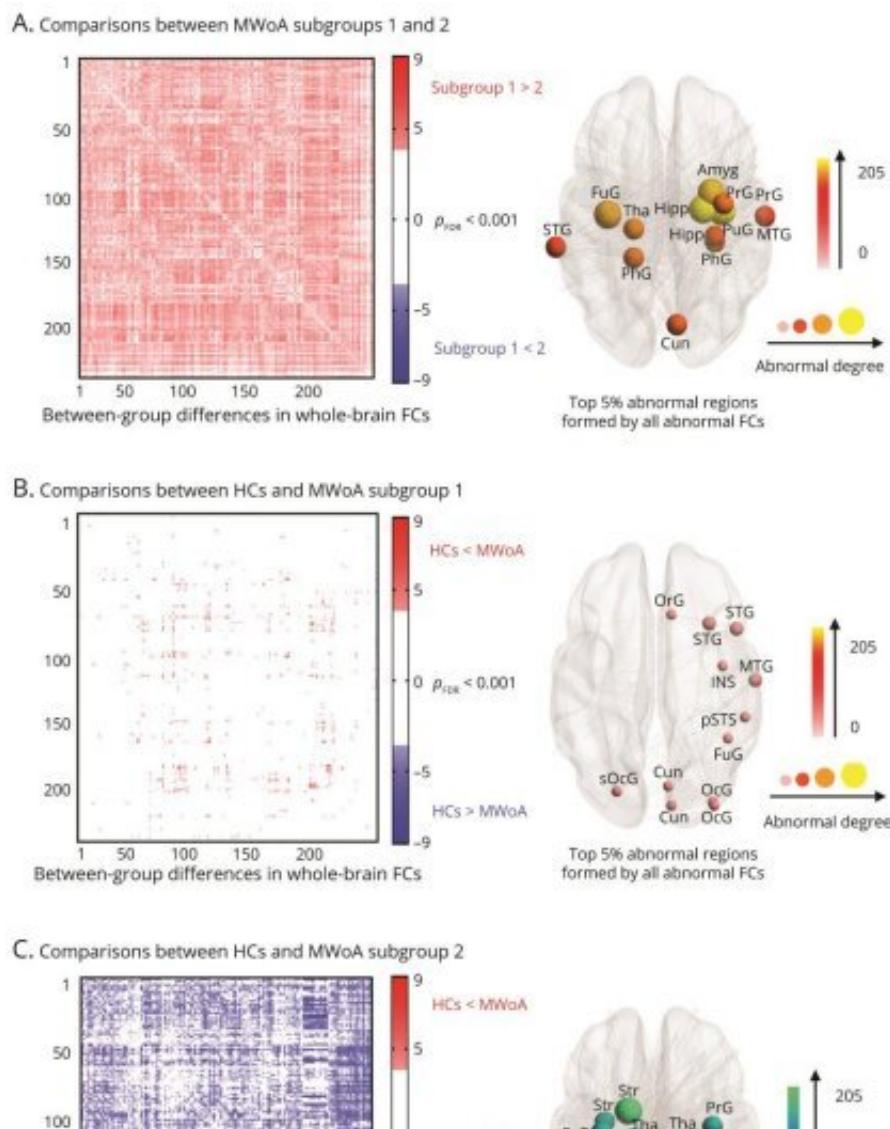 A. Comparisons between MWoA subgroups 1 and 2
1
50
100
150
200
1 50 100 150 200
Between-group differences in whole-brain FCs
9
5
0
−5
−9
Subgroup 1 > 2
pFDR < 0.001
Subgroup 1 < 2
Amyg
FuG
PrG PrG
Tha
Hipp
STG
Hipp
PuG
MTG
PhG
PhG
Cun
205
0
Abnormal degree
Top 5% abnormal regions
formed by all abnormal FCs
B. Comparisons between HCs and MWoA subgroup 1
1
50
100
150
200
1 50 100 150 200
Between-group differences in whole-brain FCs
9
5
0
−5
−9
HCs < MWoA
pFDR < 0.001
HCs > MWoA
OrG
STG
STG
MTG
INS
pSTS
FuG
sOcG
Cun
OcG
Cun
OcG
205
0
Abnormal degree
Top 5% abnormal regions
formed by all abnormal FCs
C. Comparisons between HCs and MWoA subgroup 2
1
50
100
9
5
HCs < MWoA
Str
Str
PrG
Tha
Tha
205